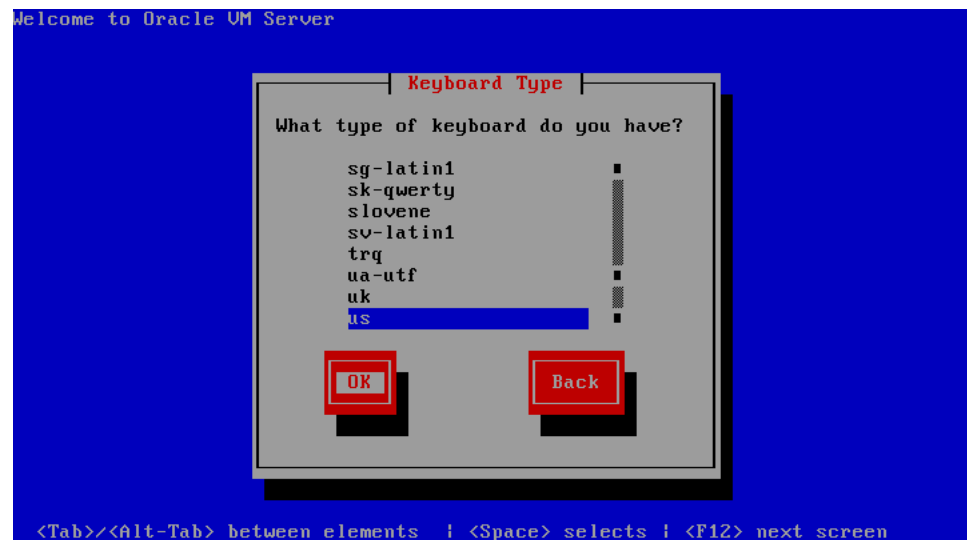 Welcome to Oracle VM Server
Keyboard Type
What type of keyboard do you have?
sg-latin1
sk-qwerty
slovene
sv-latin1
trq
ua-utf
uk
us
OK
Back
<Tab>/<Alt-Tab> between elements | <Space> selects | <F12> next screen